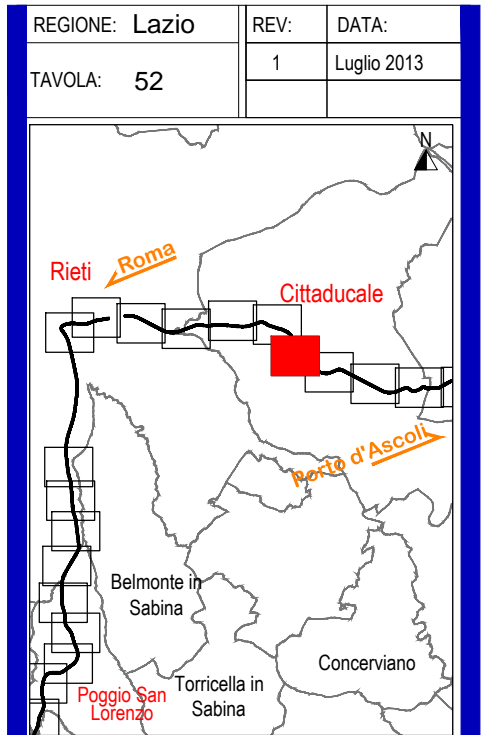 REGIONE: Lazio
REV:
DATA:
TAVOLA: 52
1
Luglio 2013
N
Roma
Rieti
Cittaducale
Porto d'Ascoli
Belmonte in
Sabina
Concerviano
Poggio San
Lorenzo
Torricella in
Sabina